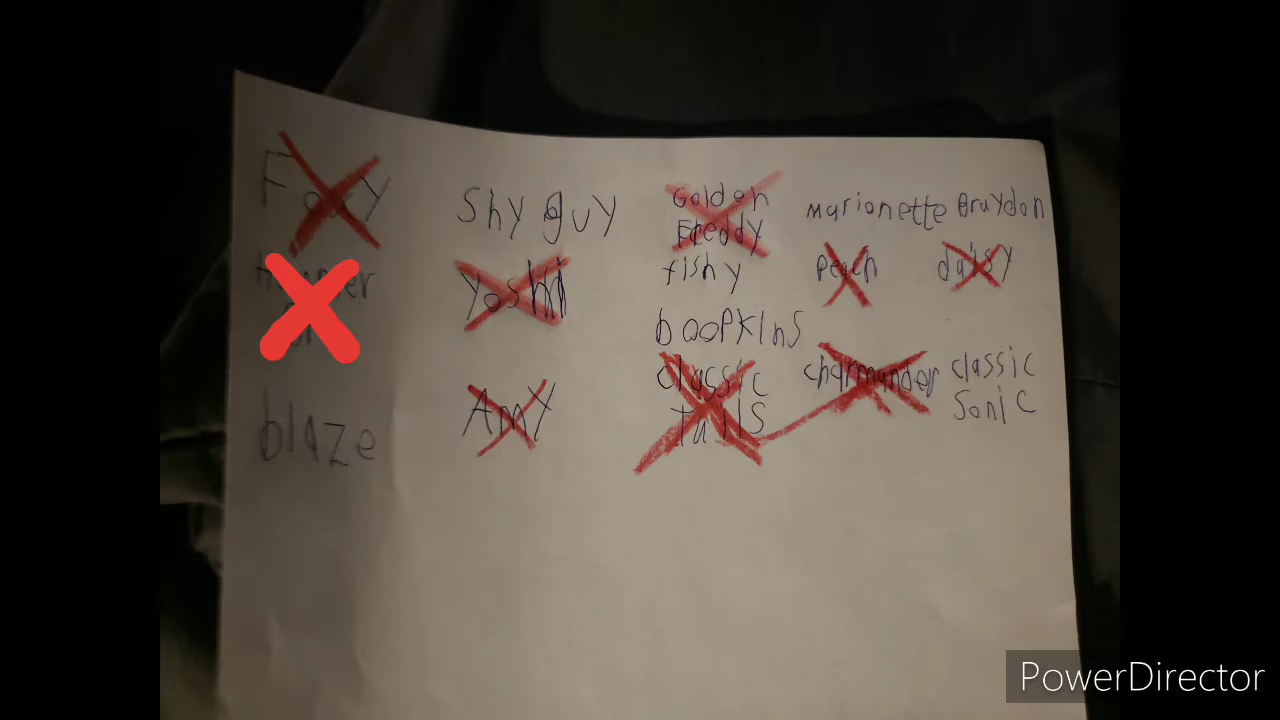 Foxy
Shy guy
Golden
Freddy
Marionette Braydon
Yoshi
fishy
Peach
daisy
boopkins
blaze
Amy
classic
tails
charmander
classic
Sonic
PowerDirector